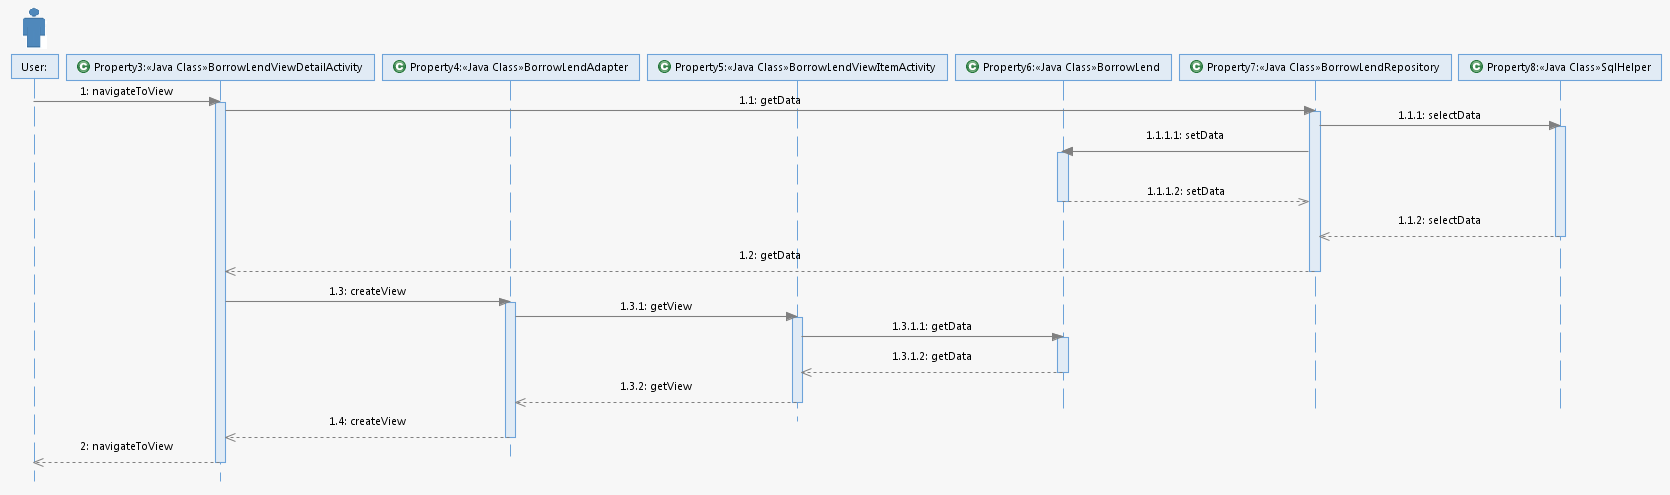 User:
C Property3:«Java Class»BorrowLendViewDetailActivity
C Property4:«Java Class»BorrowLendAdapter
C Property5:«Java Class»BorrowLendViewItemActivity
C Property6:«Java Class»BorrowLend
C Property7:«Java Class»BorrowLendRepository
C Property8:«Java Class»SqlHelper
1: navigateToView
1.1: getData
1.1.1: selectData
1.1.1.1: setData
1.1.1.2: setData
1.1.2: selectData
1.2: getData
1.3: createView
1.3.1: getView
1.3.1.1: getData
1.3.1.2: getData
1.3.2: getView
1.4: createView
2: navigateToView